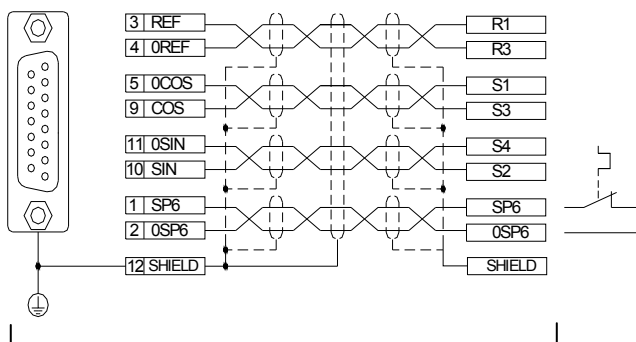 3 REF R1
4 0REF R3
5 0COS S1
9 COS S3
11 0SIN S4
10 SIN S2
1 SP6 SP6
2 0SP6 0SP6
12 SHIELD SHIELD